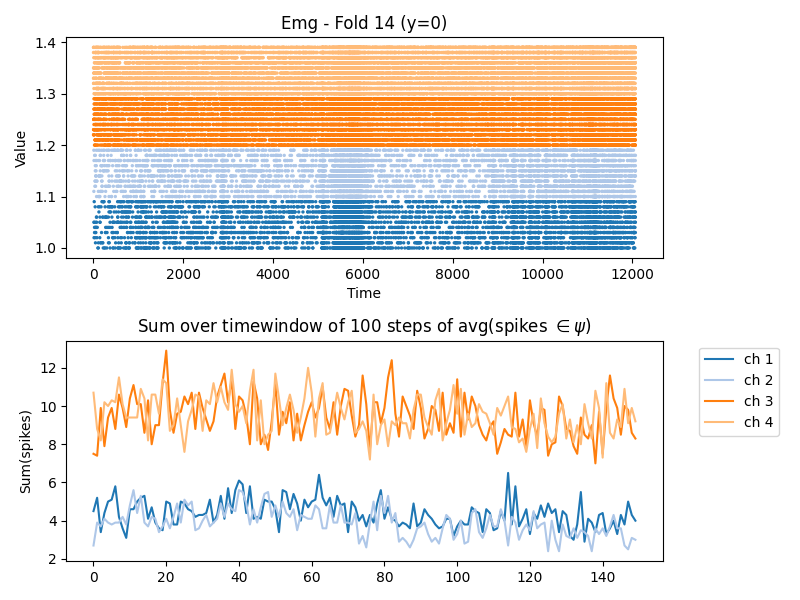 Emg - Fold 14 (y=0)
1.4
1.3
1.2
1.1
1.0
Value
0 2000 4000 6000 8000 10000 12000
Time
Sum over timewindow of 100 steps of avg(spikes ∈ ψ)
12
10
8
6
4
2
Sum(spikes)
0 20 40 60 80 100 120 140
ch 1
ch 2
ch 3
ch 4